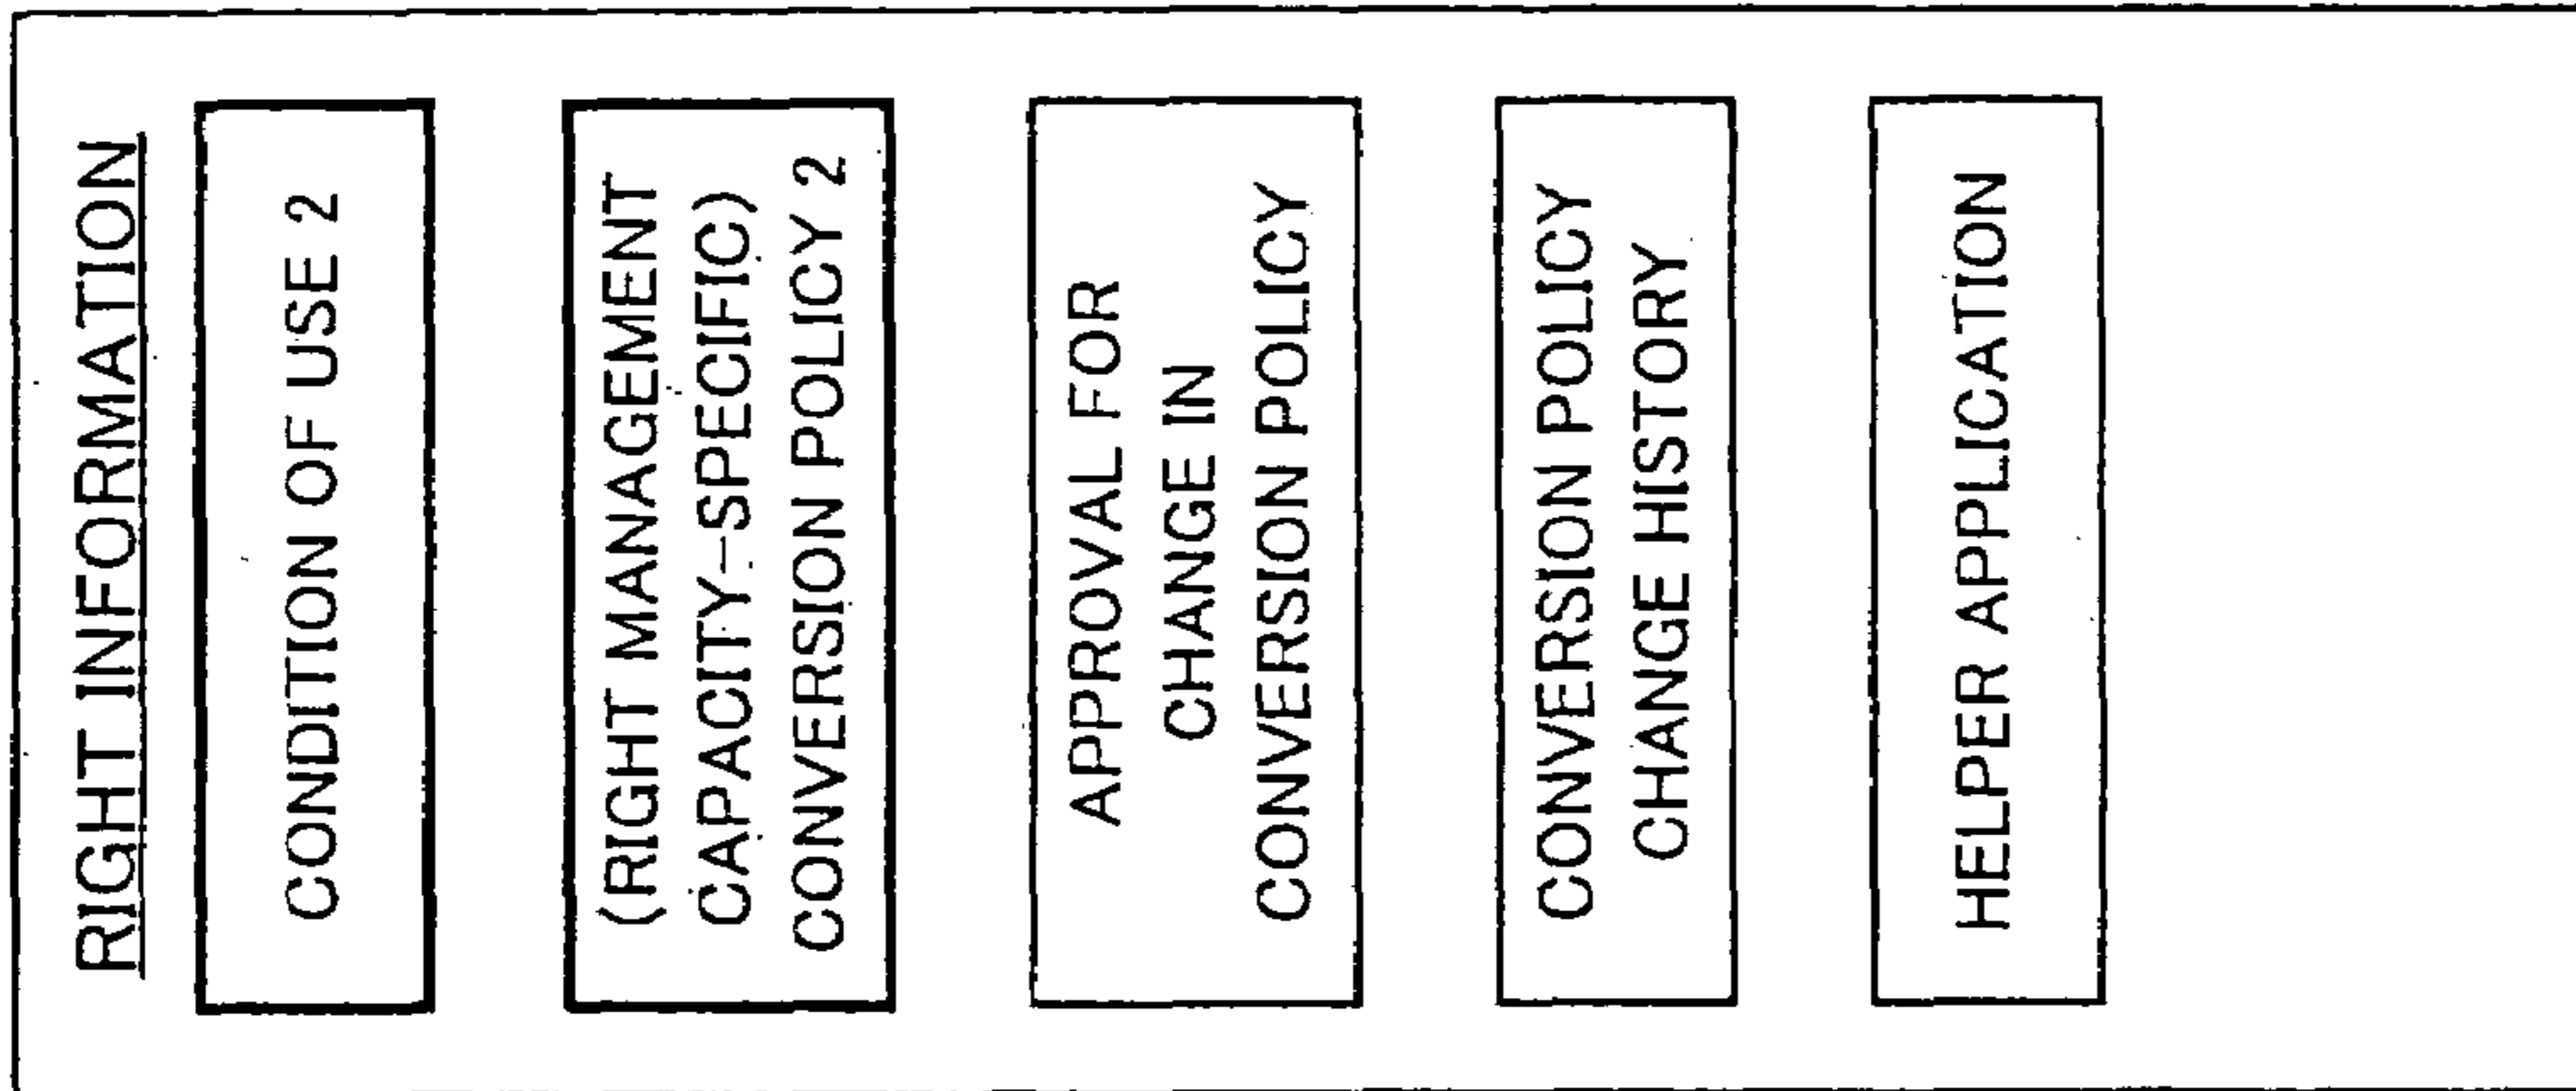 RIGHT INFORMATION
CONDITION OF USE 2
(RIGHT MANAGEMENT
CAPACITY-SPECIFIC)
CONVERSION POLICY 2
APPROVAL FOR
CHANGE IN
CONVERSION POLICY
CONVERSION POLICY
CHANGE HISTORY
HELPER APPLICATION